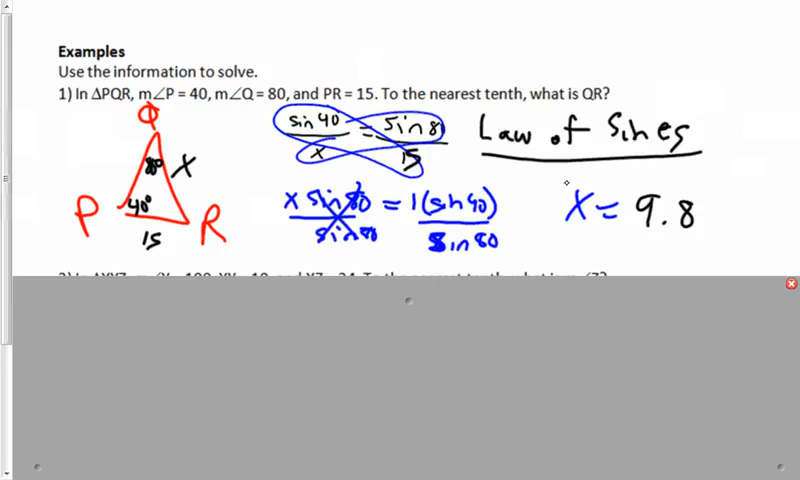 Examples
Use the information to solve.
1) In ΔPQR, m∠P = 40, m∠Q = 80, and PR = 15. To the nearest tenth, what is QR?
Q
80°
X
P
40°
R
15
sin 40 = sin 8
x 15
Law of Sines
x sin 80 = 1 (sin 40)
sin 80 sin 80
x = 9.8